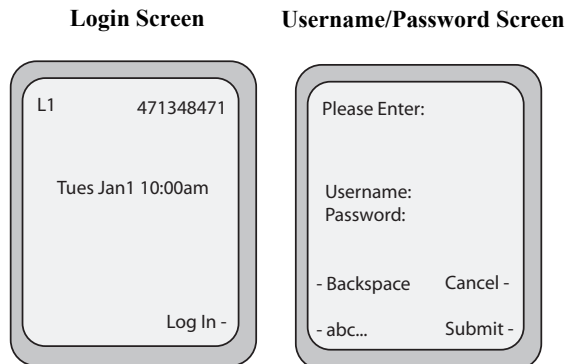 Login Screen
Username/Password Screen
L1 471348471
Tues Jan1 10:00am
Log In -
Please Enter:
Username:
Password:
- Backspace Cancel -
- abc... Submit -